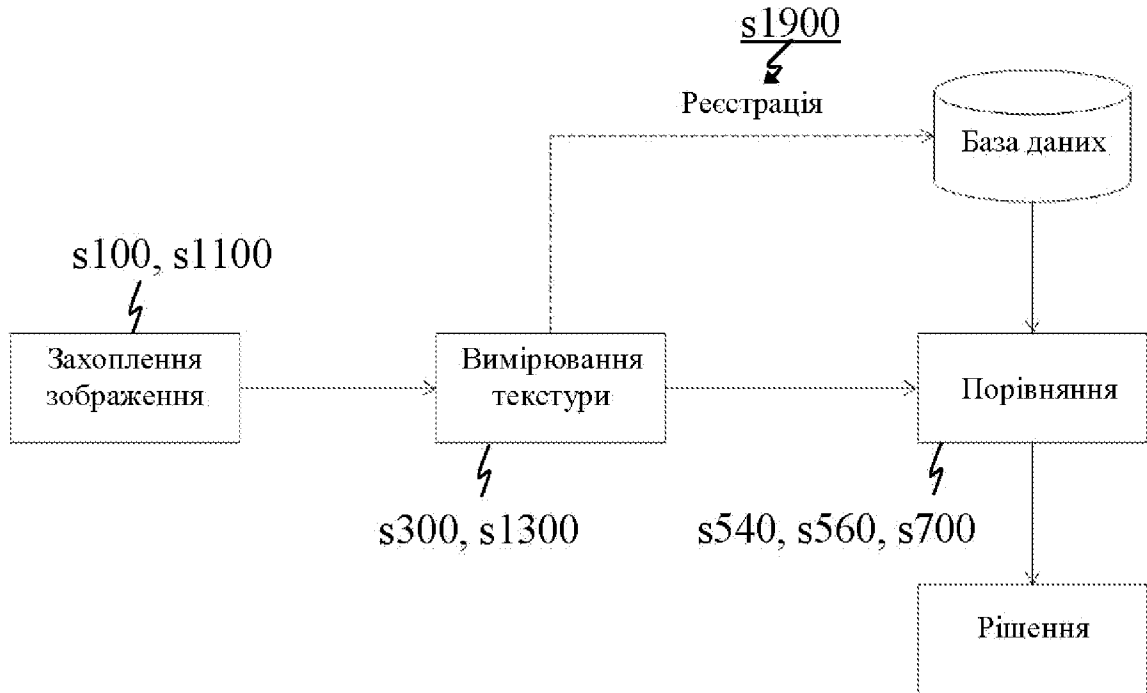 s1900
Реєстрація
База даних
s100, s1100
Захоплення
зображення
Вимірювання
текстури
Порівняння
s300, s1300
s540, s560, s700
Рішення